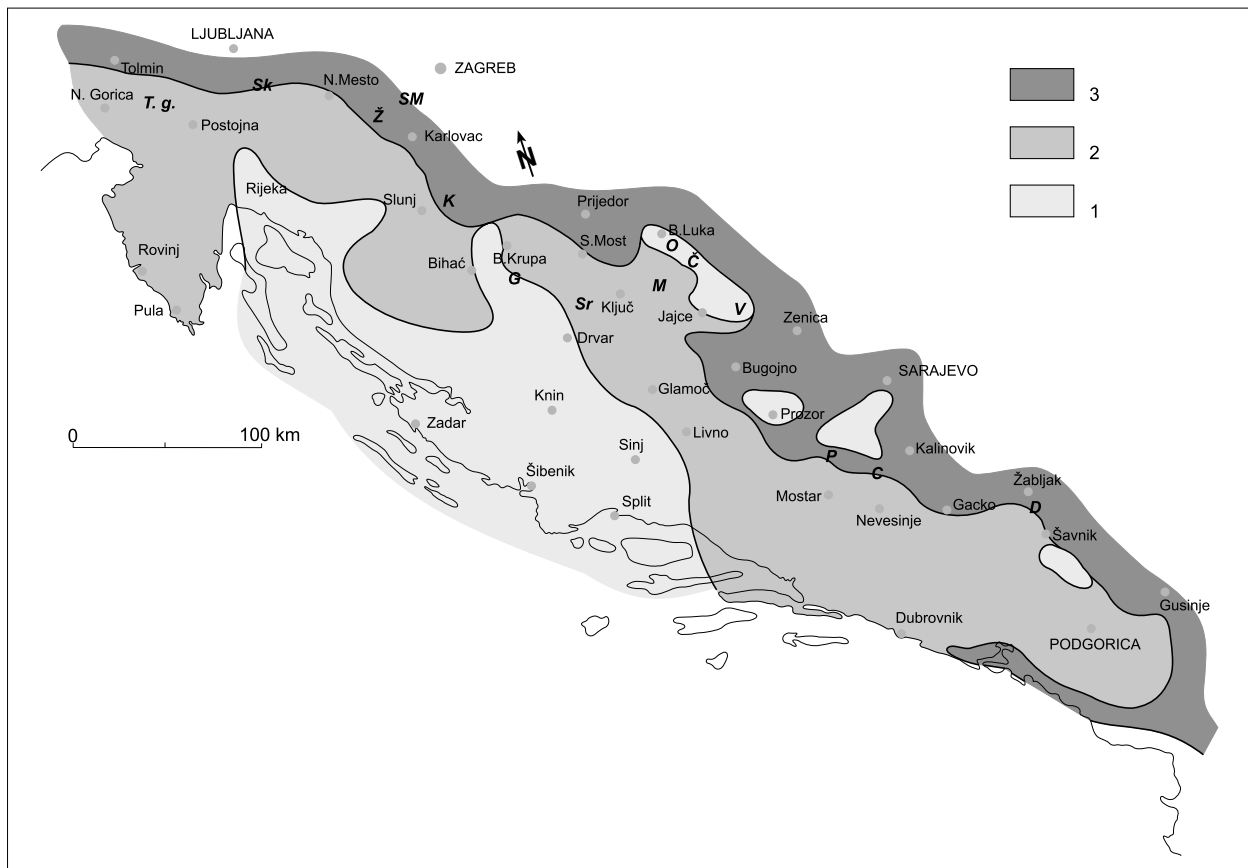 LJUBLJANA
ZAGREB
Tolmin
N.Mesto
Sk
SM
N. Gorica
T. g.
Ž
Postojna
Karlovac
N
3
2
1
Rijeka
Slunj
K
Prijedor
B.Luka
O
S.Most
Č
Rovinj
Bihać
B.Krupa
G
M
Sr
Ključ
Pula
Jajce
V
Zenica
Drvar
Bugojno
SARAJEVO
Glamoč
Knin
Prozor
0
100 km
Zadar
Livno
Sinj
P
C
Kalinovik
Šibenik
Mostar
Žabljak
Split
Nevesinje
Gacko
D
Šavnik
Gusinje
Dubrovnik
PODGORICA